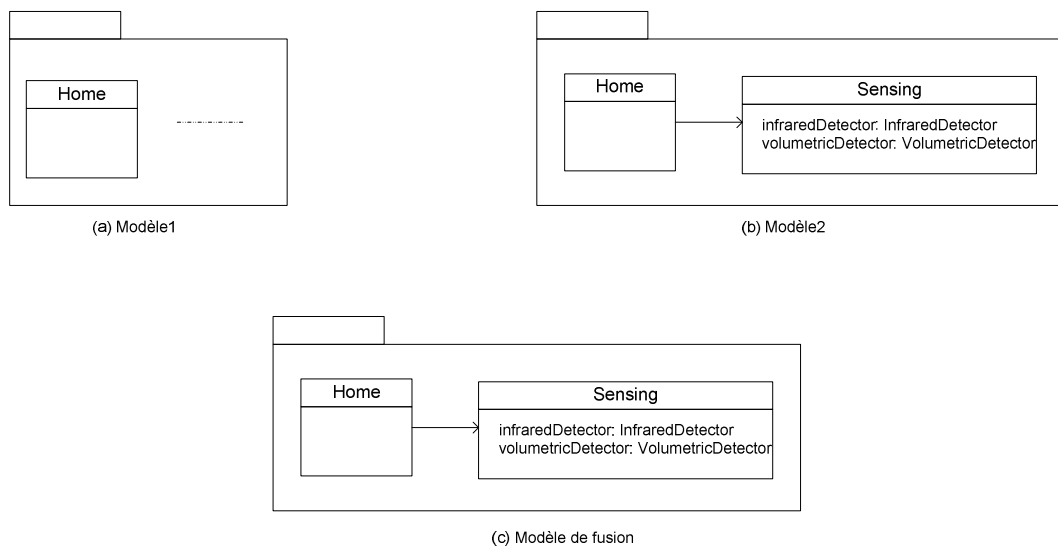 Home
(a) Modèle1
Home
Sensing
infraredDetector: InfraredDetector
volumetricDetector: VolumetricDetector
(b) Modèle2
Home
Sensing
infraredDetector: InfraredDetector
volumetricDetector: VolumetricDetector
(c) Modèle de fusion